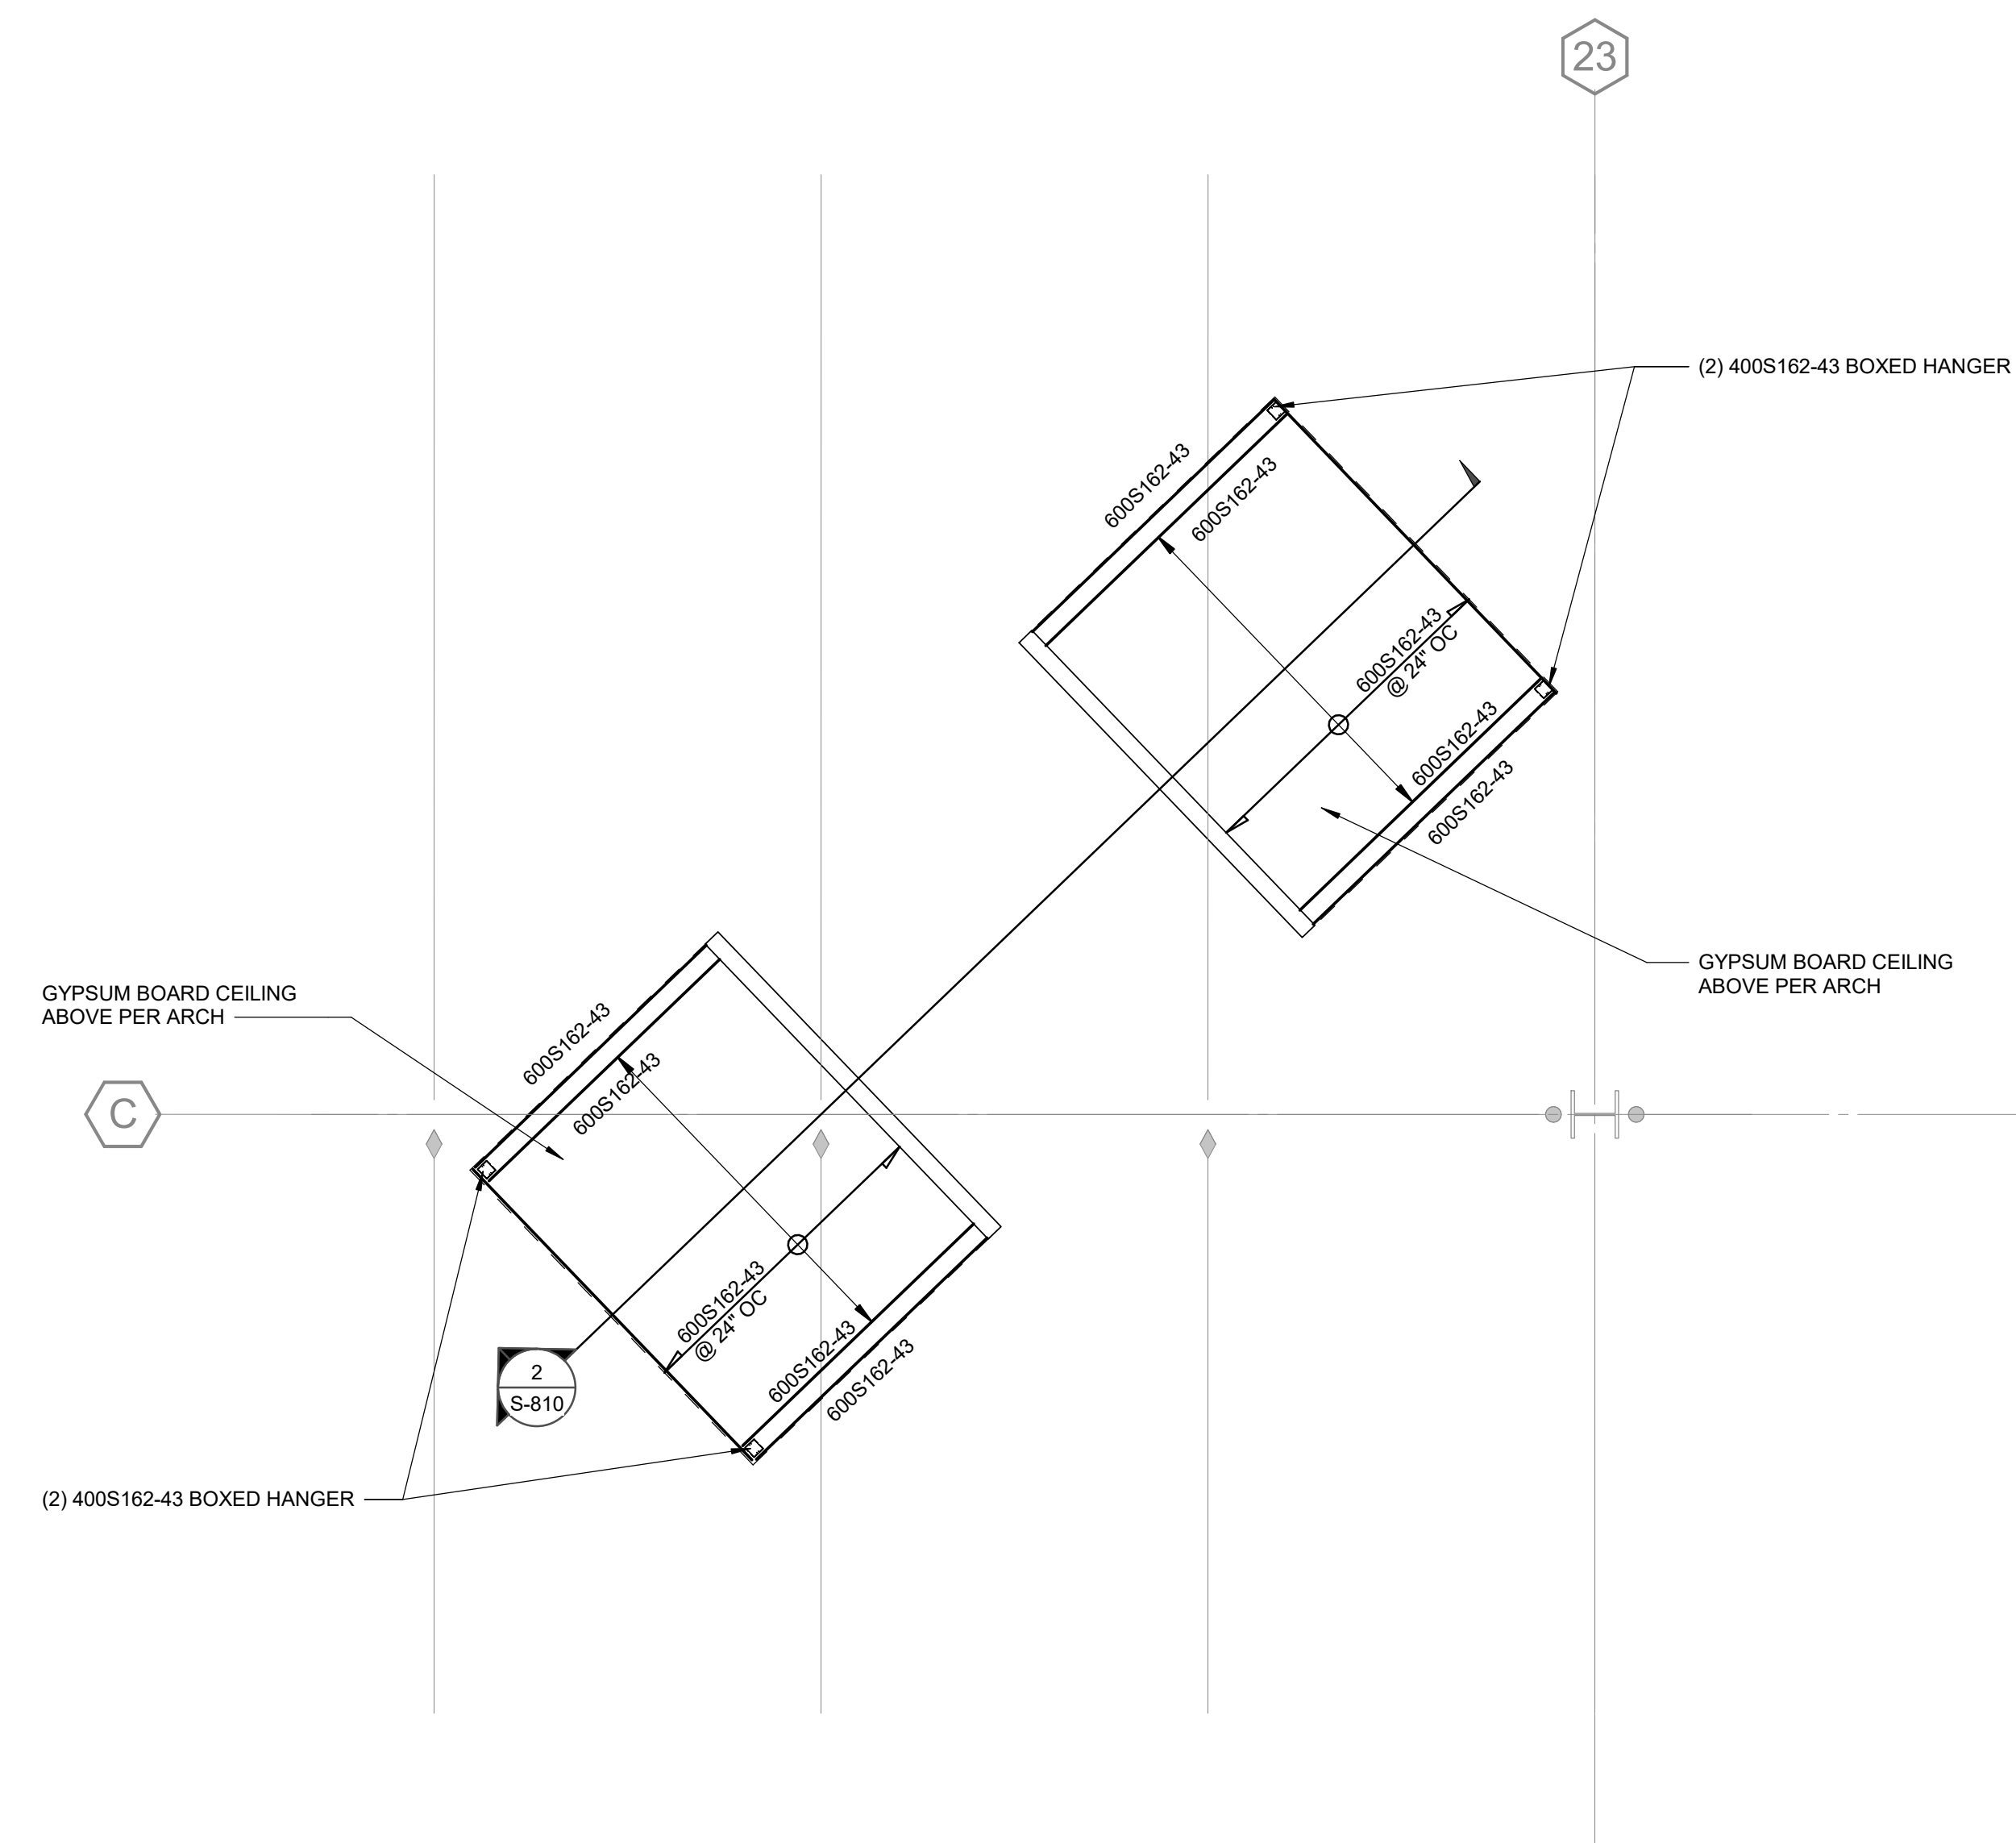 23
(2) 400S162-43 BOXED HANGER
600S162-43
600S162-43
600S162-43
@ 24" OC
600S162-43
600S162-43
GYPSUM BOARD CEILING
ABOVE PER ARCH
GYPSUM BOARD CEILING
ABOVE PER ARCH
600S162-43
600S162-43
C
600S162-43
@ 24" OC
600S162-43
600S162-43
2
S-810
(2) 400S162-43 BOXED HANGER